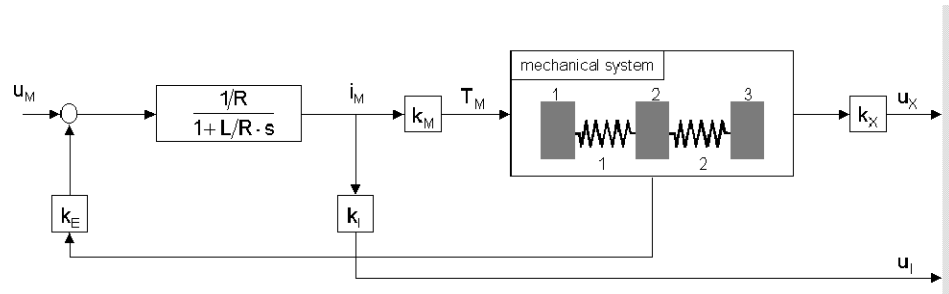 mechanical system
u_M
1/R
1 + L/R · s
i_M
k_M
T_M
1
2
3
1
2
k_X
u_X
k_E
k_I
u_I